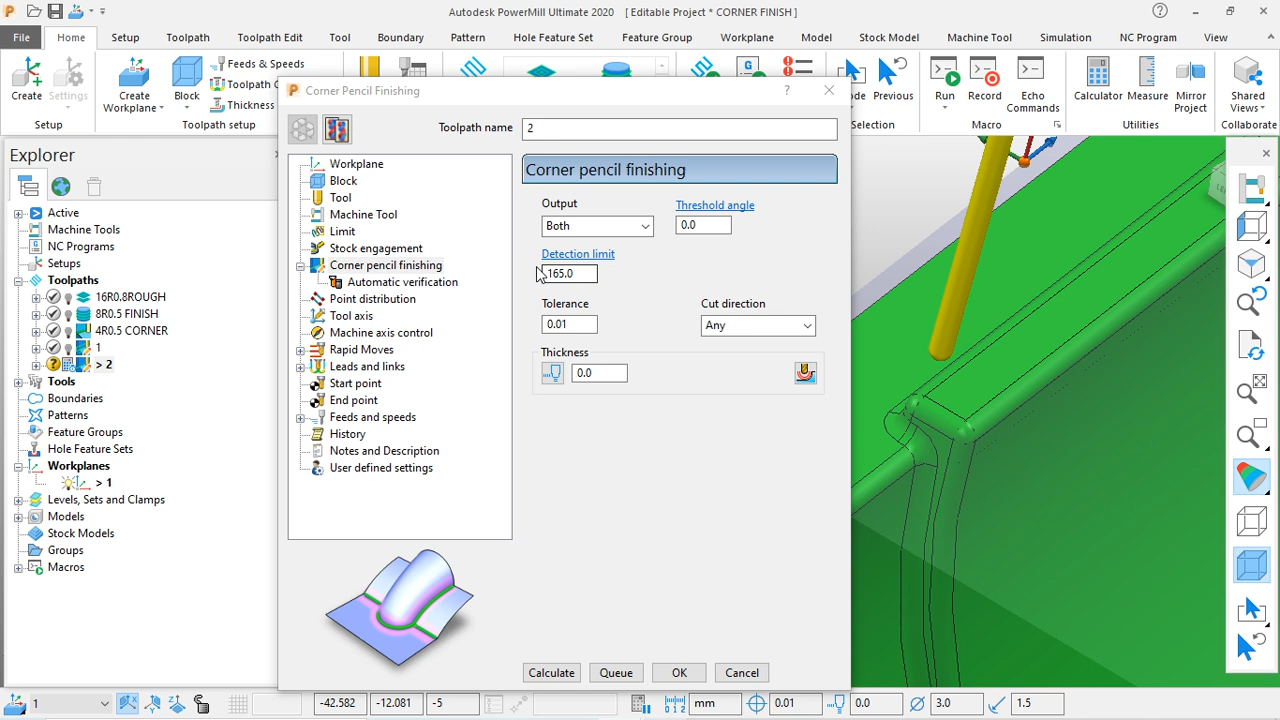 Autodesk PowerMill Ultimate 2020 [ Editable Project * CORNER FINISH ]
File Home Setup Toolpath Toolpath Edit Tool Boundary Pattern Hole Feature Set Feature Group Workplane Model Stock Model Machine Tool Simulation NC Program View
Create
Settings
Setup
Create
Workplane
Block
Feeds & Speeds
Toolpath
Thickness
Toolpath setup
Previous
Selection
Run
Record
Echo
Commands
Macro
Calculator
Measure
Mirror
Project
Utilities
Shared
Views
Collaborate
Explorer
Active
Machine Tools
NC Programs
Setups
Toolpaths
16R0.8ROUGH
8R0.5 FINISH
4R0.5 CORNER
1
> 2
Tools
Boundaries
Patterns
Feature Groups
Hole Feature Sets
Workplanes
> 1
Levels, Sets and Clamps
Models
Stock Models
Groups
Macros
Corner Pencil Finishing
Toolpath name 2
Workplane
Block
Tool
Machine Tool
Limit
Stock engagement
Corner pencil finishing
Automatic verification
Point distribution
Tool axis
Machine axis control
Rapid Moves
Leads and links
Start point
End point
Feeds and speeds
History
Notes and Description
User defined settings
Corner pencil finishing
Output
Both
Threshold angle
0.0
Detection limit
165.0
Tolerance
0.01
Cut direction
Any
Thickness
0.0
Calculate Queue OK Cancel
1 -42.582 -12.081 -5 mm 0.01 0.0 3.0 1.5